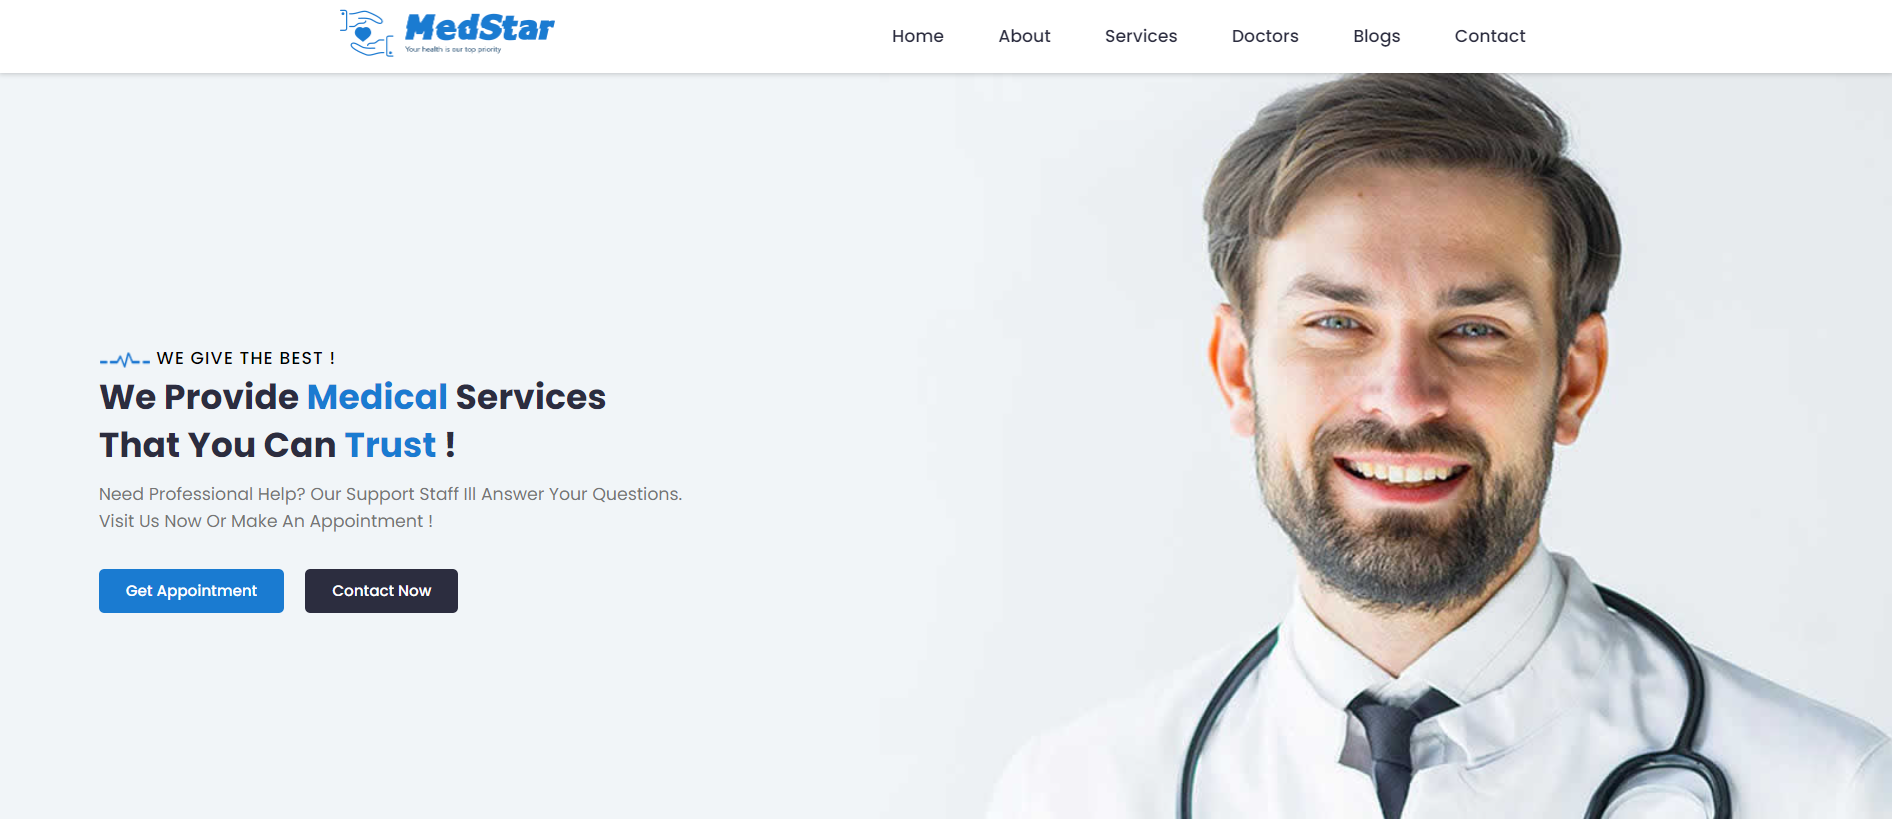 MedStar
Your health is our top priority
Home About Services Doctors Blogs Contact
WE GIVE THE BEST !
We Provide Medical Services
That You Can Trust !
Need Professional Help? Our Support Staff Ill Answer Your Questions.
Visit Us Now Or Make An Appointment !
Get Appointment Contact Now